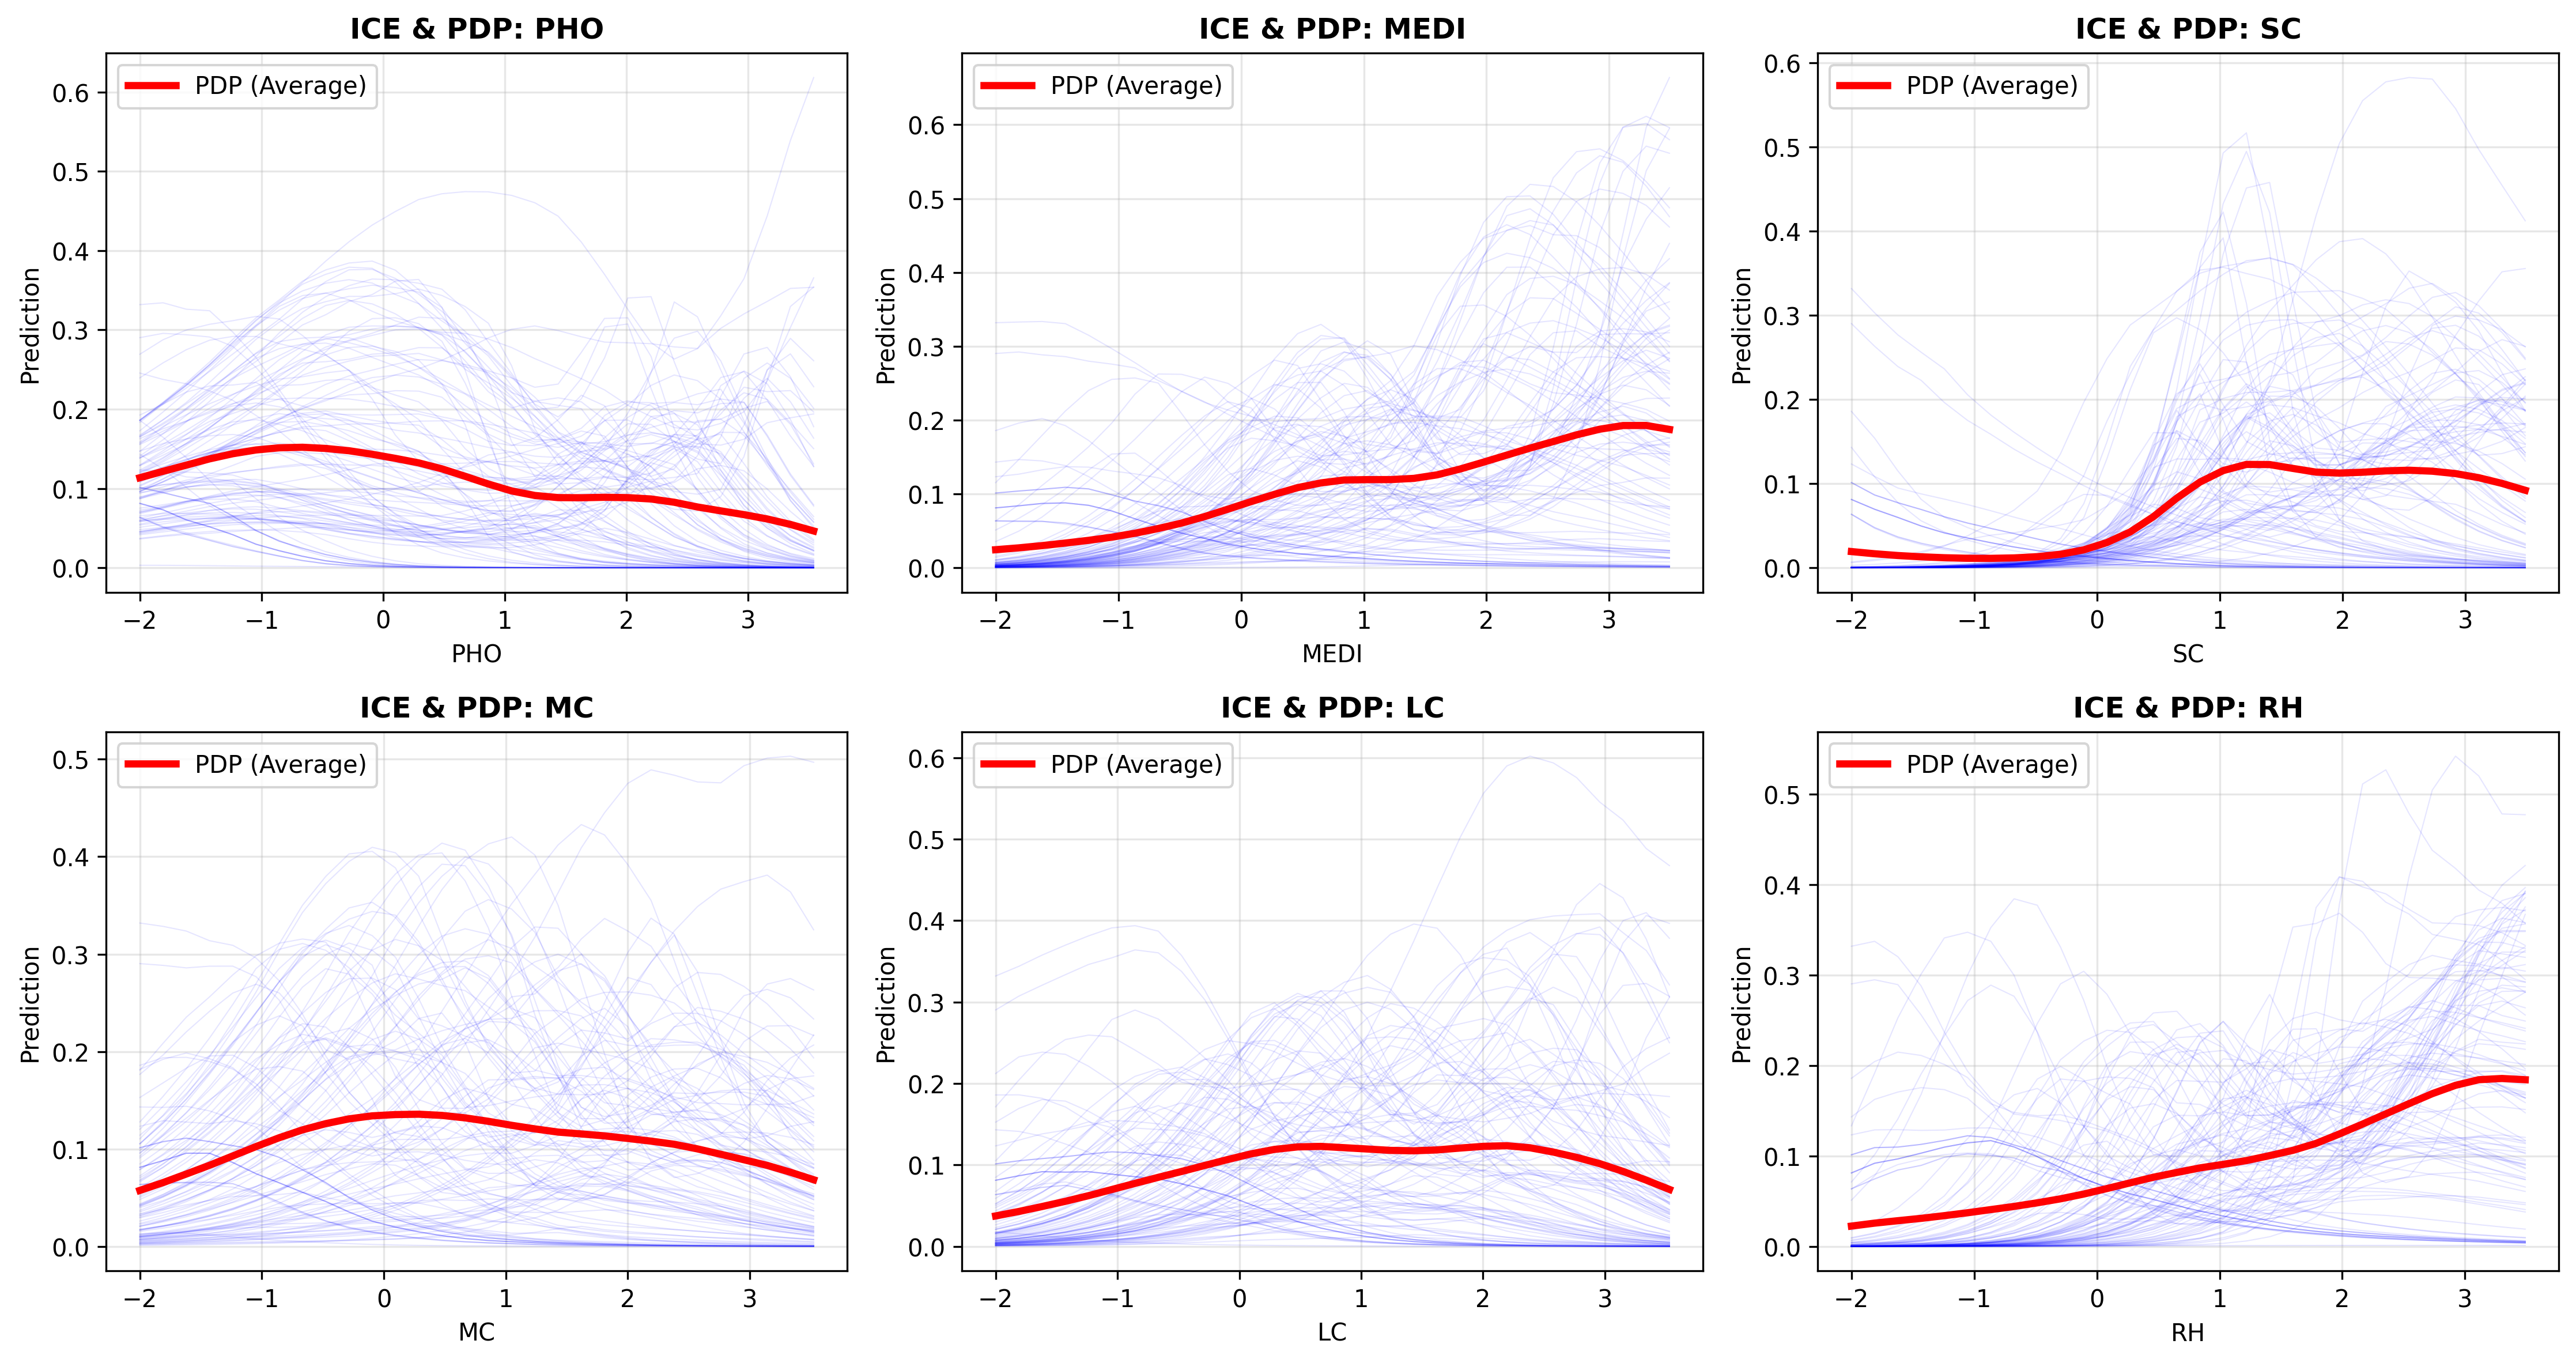 ICE & PDP: PHO
PDP (Average)
0.6
0.5
0.4
0.3
0.2
0.1
0.0
Prediction
−2 −1 0 1 2 3
PHO
ICE & PDP: MEDI
PDP (Average)
0.6
0.5
0.4
0.3
0.2
0.1
0.0
Prediction
−2 −1 0 1 2 3
MEDI
ICE & PDP: SC
PDP (Average)
0.6
0.5
0.4
0.3
0.2
0.1
0.0
Prediction
−2 −1 0 1 2 3
SC
ICE & PDP: MC
PDP (Average)
0.5
0.4
0.3
0.2
0.1
0.0
Prediction
−2 −1 0 1 2 3
MC
ICE & PDP: LC
PDP (Average)
0.6
0.5
0.4
0.3
0.2
0.1
0.0
Prediction
−2 −1 0 1 2 3
LC
ICE & PDP: RH
PDP (Average)
0.5
0.4
0.3
0.2
0.1
0.0
Prediction
−2 −1 0 1 2 3
RH